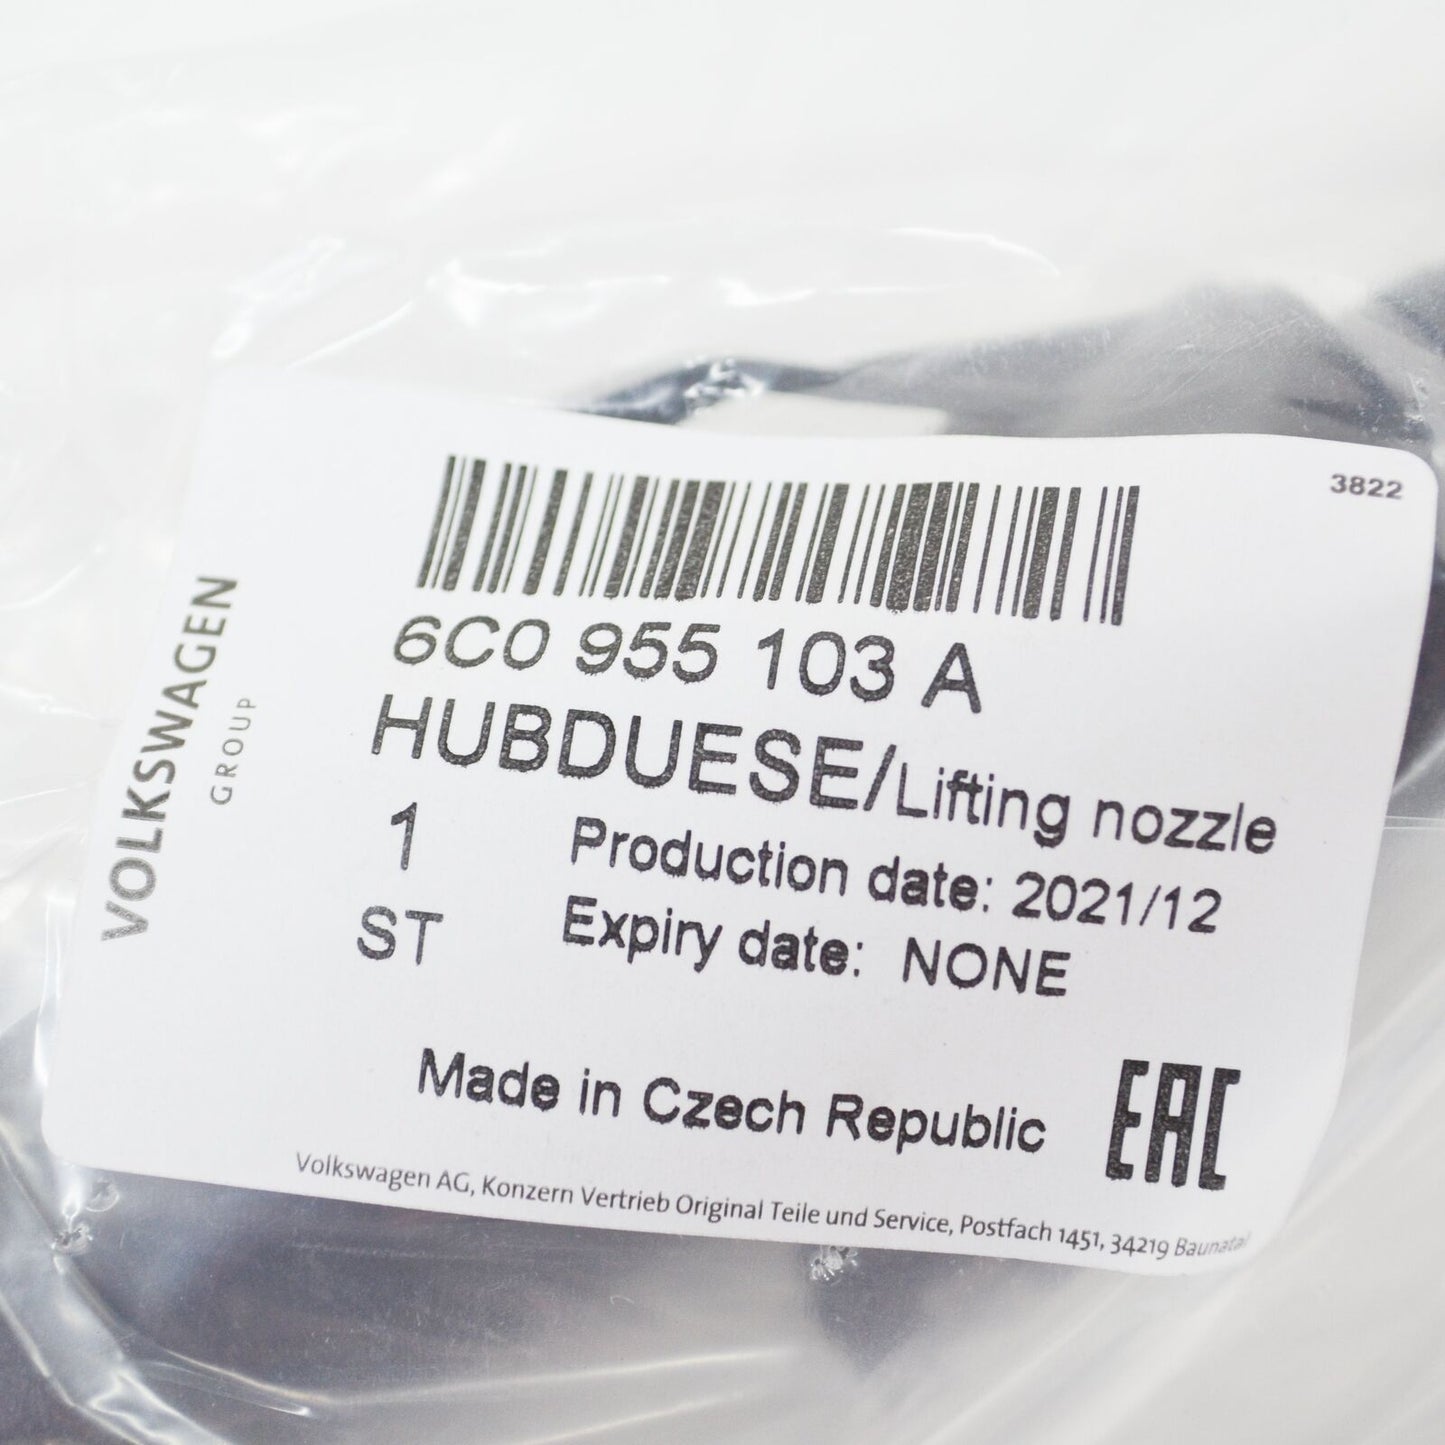 3822
6C0 955 103 A
HUBDUESE/Lifting nozzle
1
Production date: 2021/12
ST
Expiry date: NONE
Made in Czech Republic
EAC
Volkswagen AG, Konzern Vertrieb Original Teile und Service, Postfach 1451, 34219 Baunatal
VOLKSWAGEN
GROUP